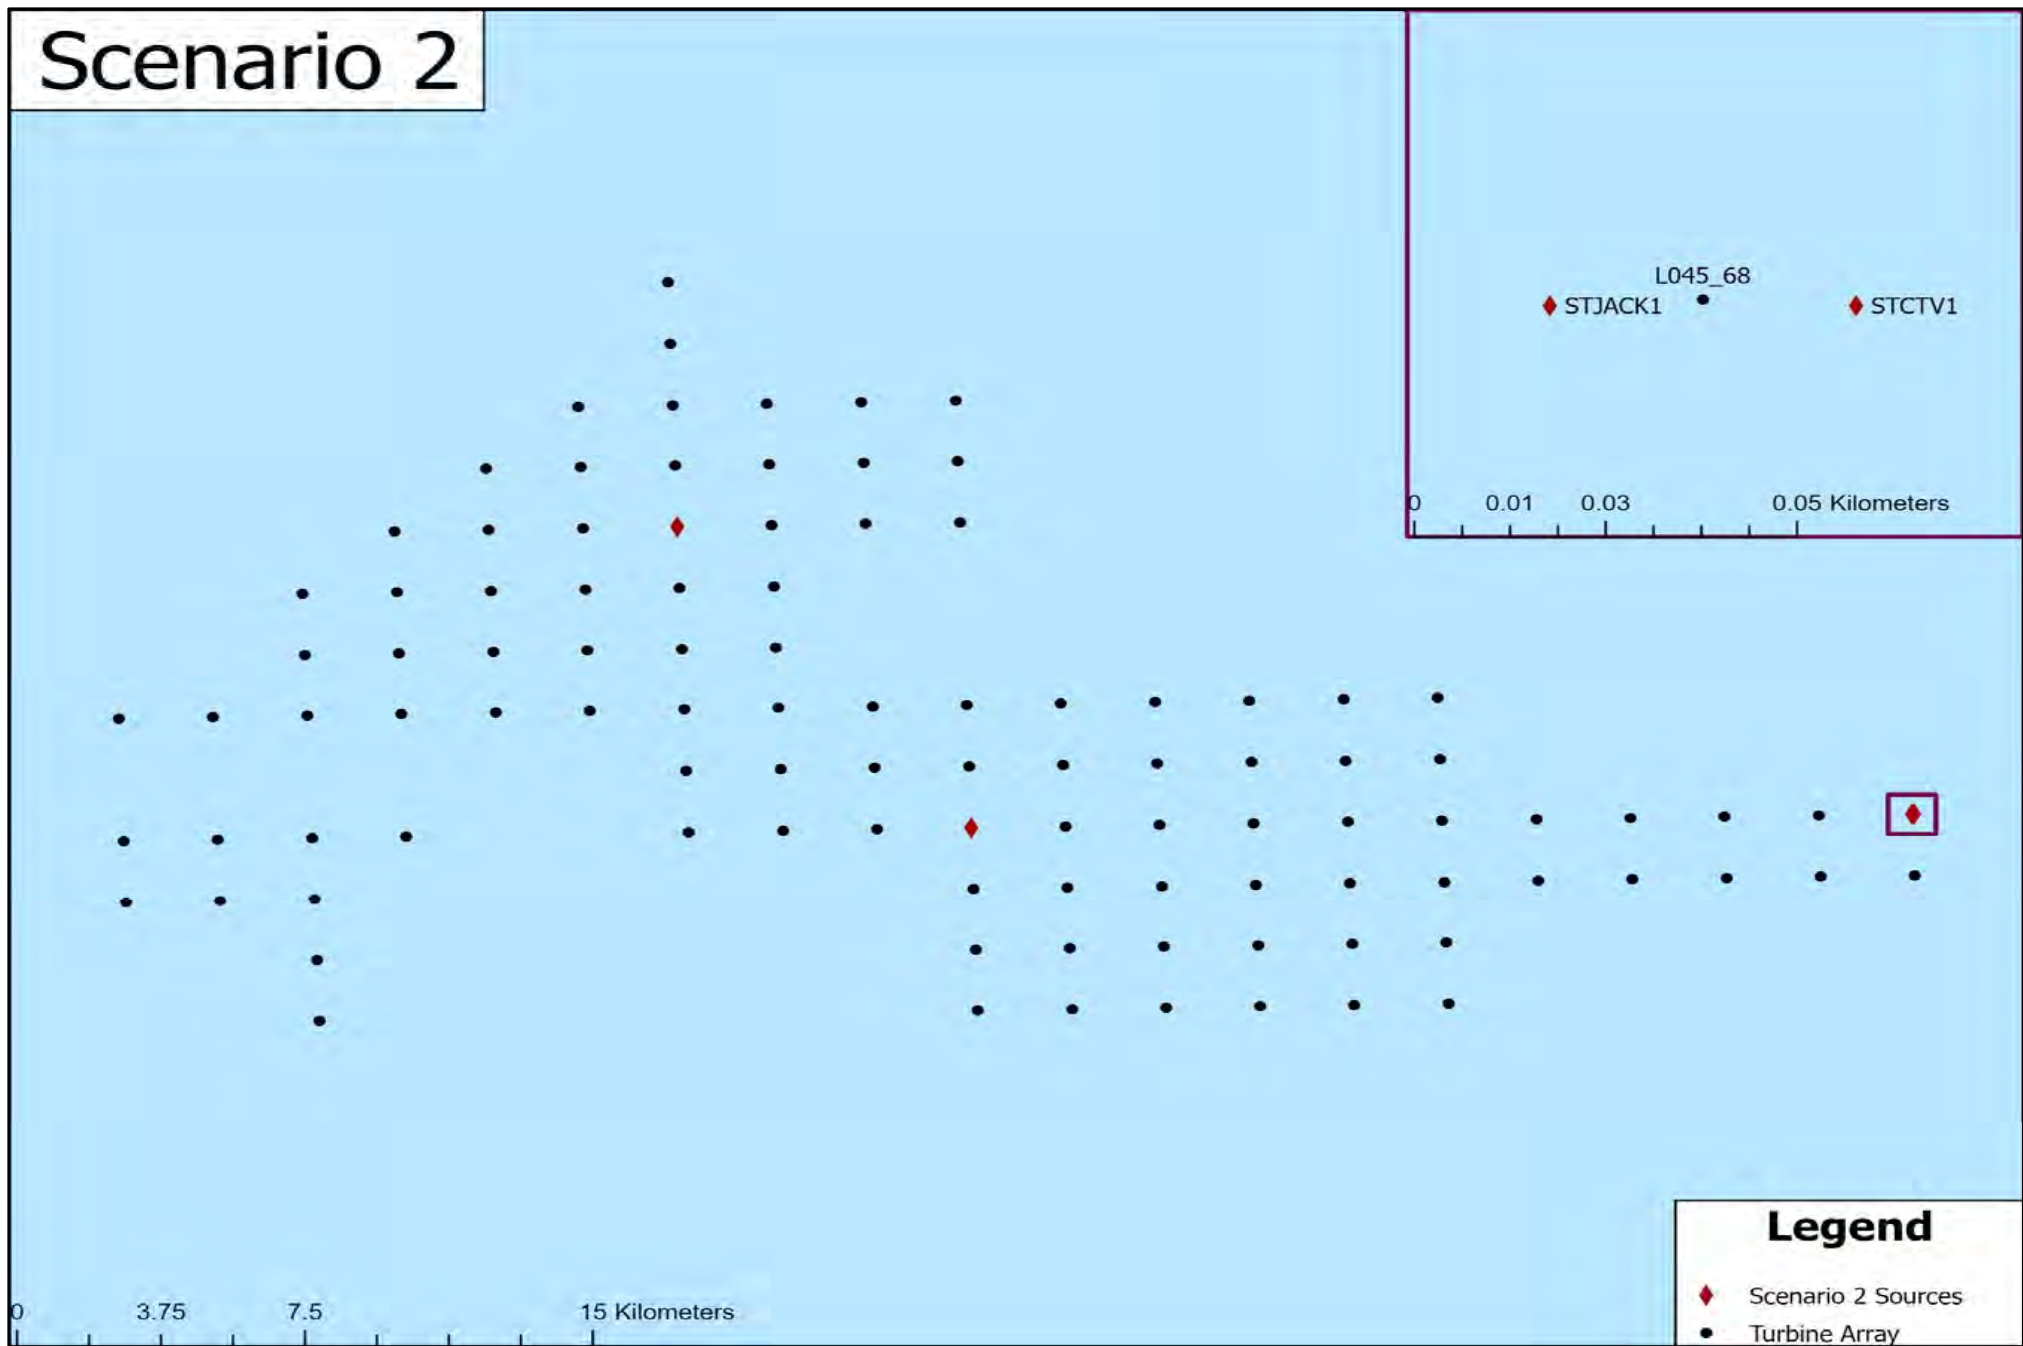 Scenario 2
L045_68
STJACK1
STCTV1
0 0.01 0.03 0.05 Kilometers
0 3.75 7.5 15 Kilometers
Legend
Scenario 2 Sources
Turbine Array